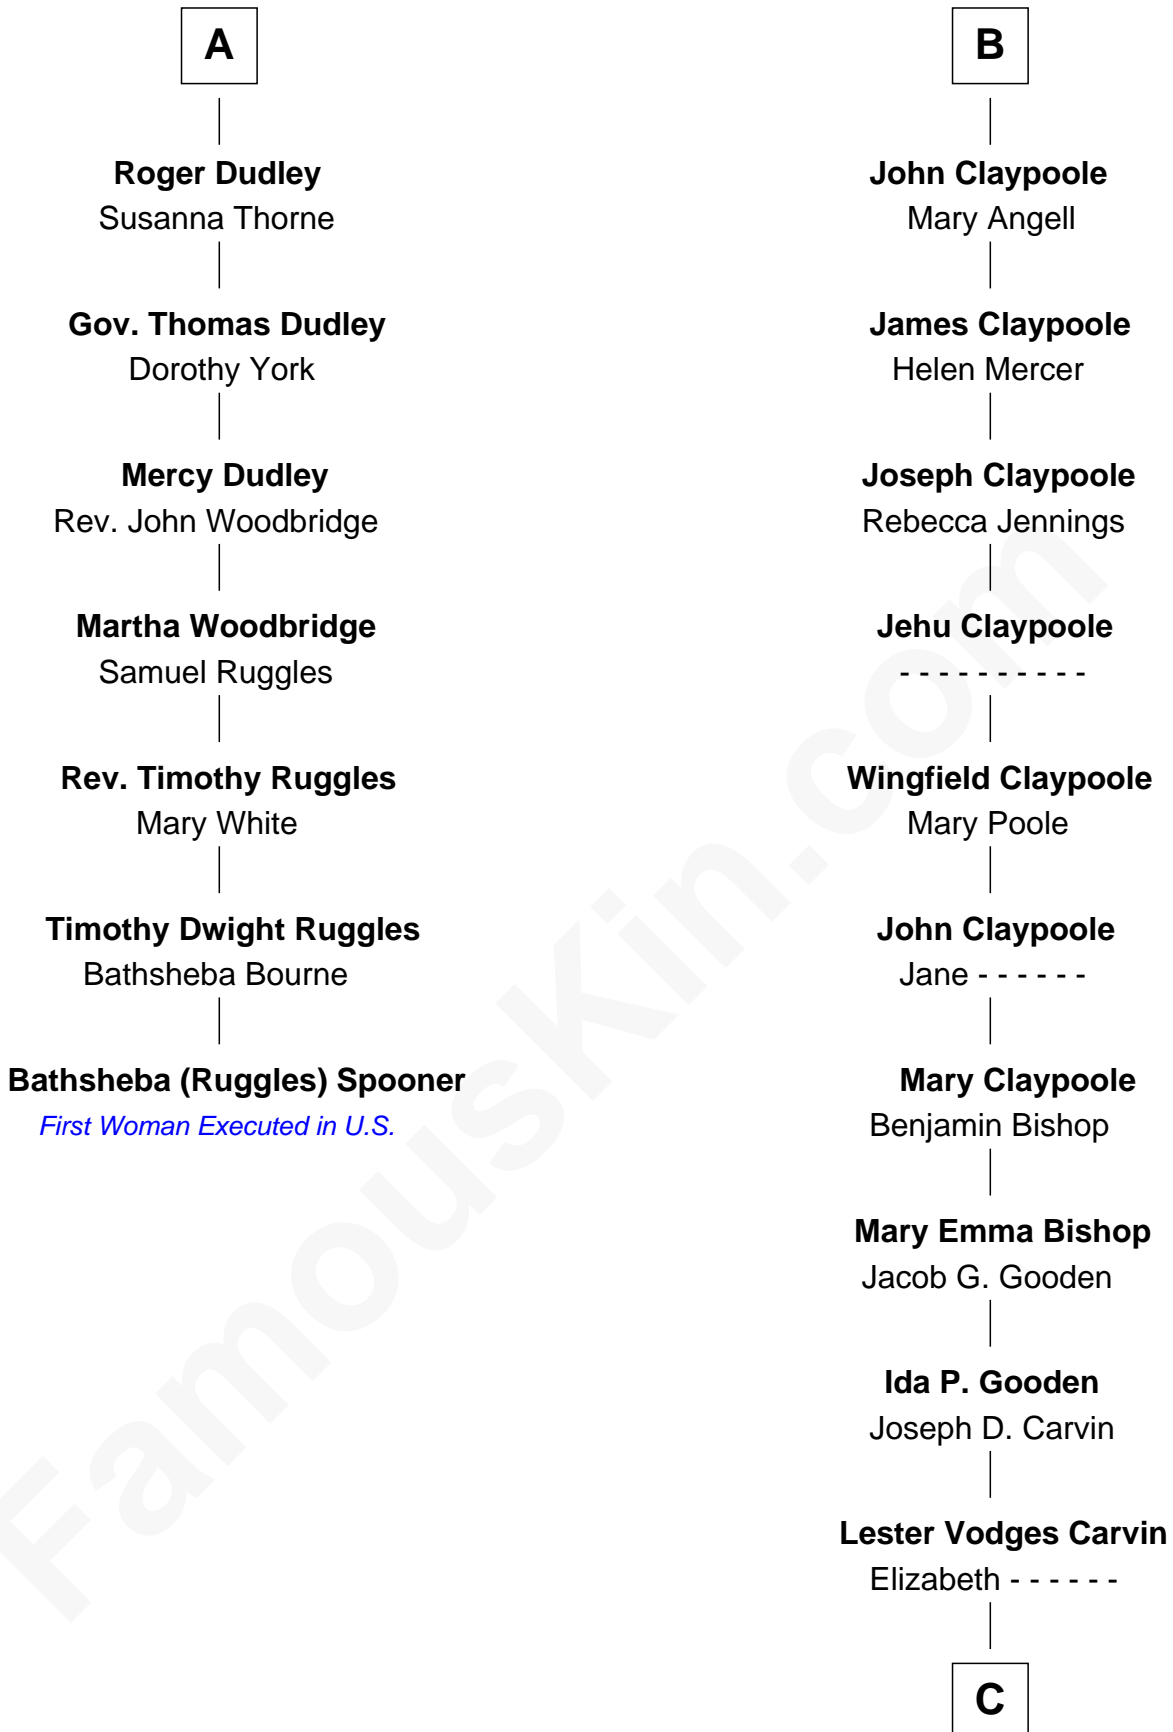 A
Roger Dudley
Susanna Thorne
Gov. Thomas Dudley
Dorothy York
Mercy Dudley
Rev. John Woodbridge
Martha Woodbridge
Samuel Ruggles
Rev. Timothy Ruggles
Mary White
Timothy Dwight Ruggles
Bathsheba Bourne
Bathsheba (Ruggles) Spooner
First Woman Executed in U.S.
B
John Claypoole
Mary Angell
James Claypoole
Helen Mercer
Joseph Claypoole
Rebecca Jennings
Jehu Claypoole
- - - - - - - - - -
Wingfield Claypoole
Mary Poole
John Claypoole
Jane - - - - - -
Mary Claypoole
Benjamin Bishop
Mary Emma Bishop
Jacob G. Gooden
Ida P. Gooden
Joseph D. Carvin
Lester Vodges Carvin
Elizabeth - - - - - -
C
FamousKin.com